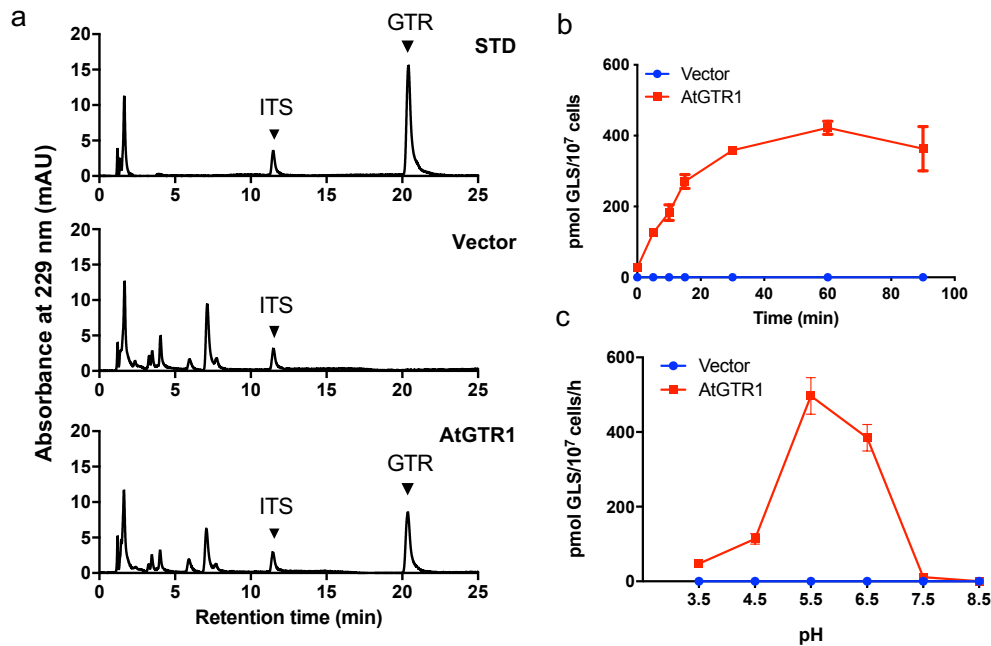 a
Absorbance at 229 nm (mAU)
20
15
10
5
0
0 5 10 15 20 25
GTR
STD
ITS
20
15
10
5
0
0 5 10 15 20 25
Vector
ITS
20
15
10
5
0
0 5 10 15 20 25
AtGTR1
GTR
ITS
Retention time (min)
b
pmol GLS/10⁷ cells
600
400
200
0
0 20 40 60 80 100
Vector
AtGTR1
Time (min)
c
pmol GLS/10⁷ cells/h
600
400
200
0
3.5 4.5 5.5 6.5 7.5 8.5
Vector
AtGTR1
pH